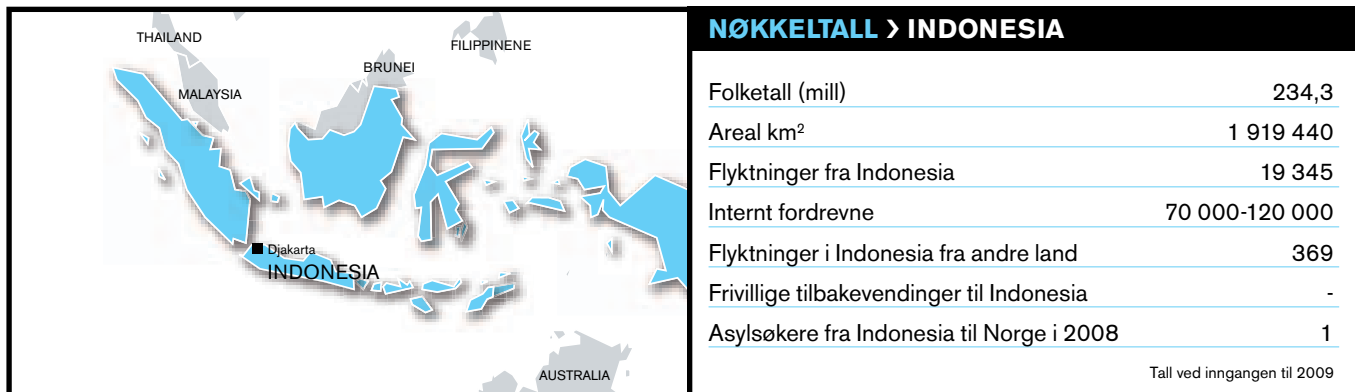 THAILAND
FILIPPINENE
BRUNEI
MALAYSIA
Djakarta
INDONESIA
AUSTRALIA
NØKKELTALL › INDONESIA
Folketall (mill) 234,3
Areal km² 1 919 440
Flyktninger fra Indonesia 19 345
Internt fordrevne 70 000-120 000
Flyktninger i Indonesia fra andre land 369
Frivillige tilbakevendinger til Indonesia -
Asylsøkere fra Indonesia til Norge i 2008 1
Tall ved inngangen til 2009